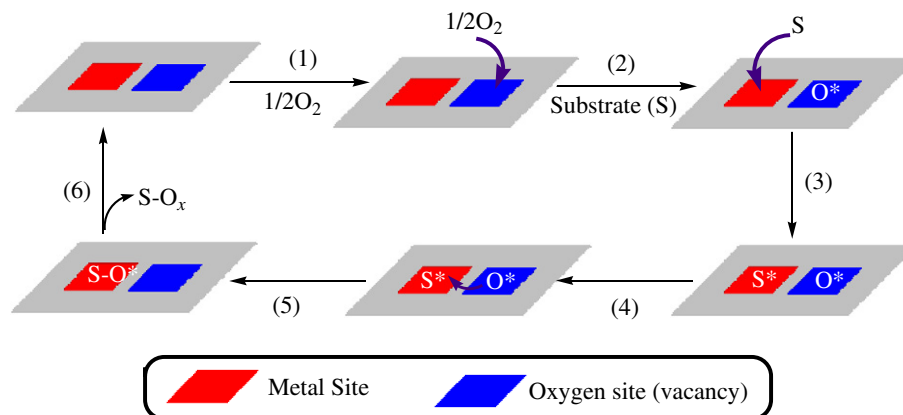 1/2O₂
S
(1)
1/2O₂
(2)
Substrate (S)
O*
(3)
(6)
S-Oₓ
S-O*
(5)
S* O*
(4)
S* O*
Metal Site
Oxygen site (vacancy)